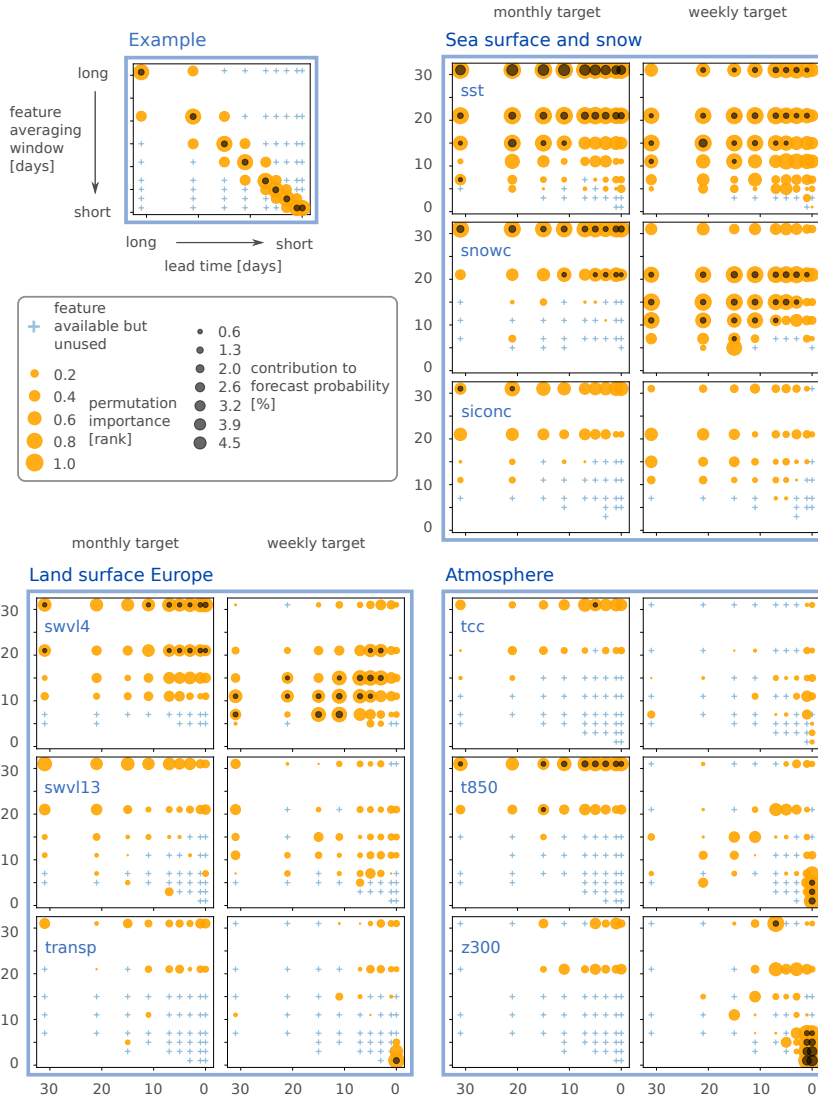 monthly target
weekly target
Example
Sea surface and snow
long
feature
averaging
window
[days]
short
long
short
lead time [days]
30
sst
20
10
0
30
snowc
20
10
0
30
siconc
20
10
0
feature
available but
unused
0.2
0.4
0.6
0.8
1.0
permutation
importance
[rank]
0.6
1.3
2.0
2.6
3.2
3.9
4.5
contribution to
forecast probability
[%]
monthly target
weekly target
Land surface Europe
Atmosphere
30
swvl4
20
10
0
tcc
30
swvl13
20
10
0
t850
30
transp
20
10
0
z300
30
20
10
0
30
20
10
0
30
20
10
0
30
20
10
0